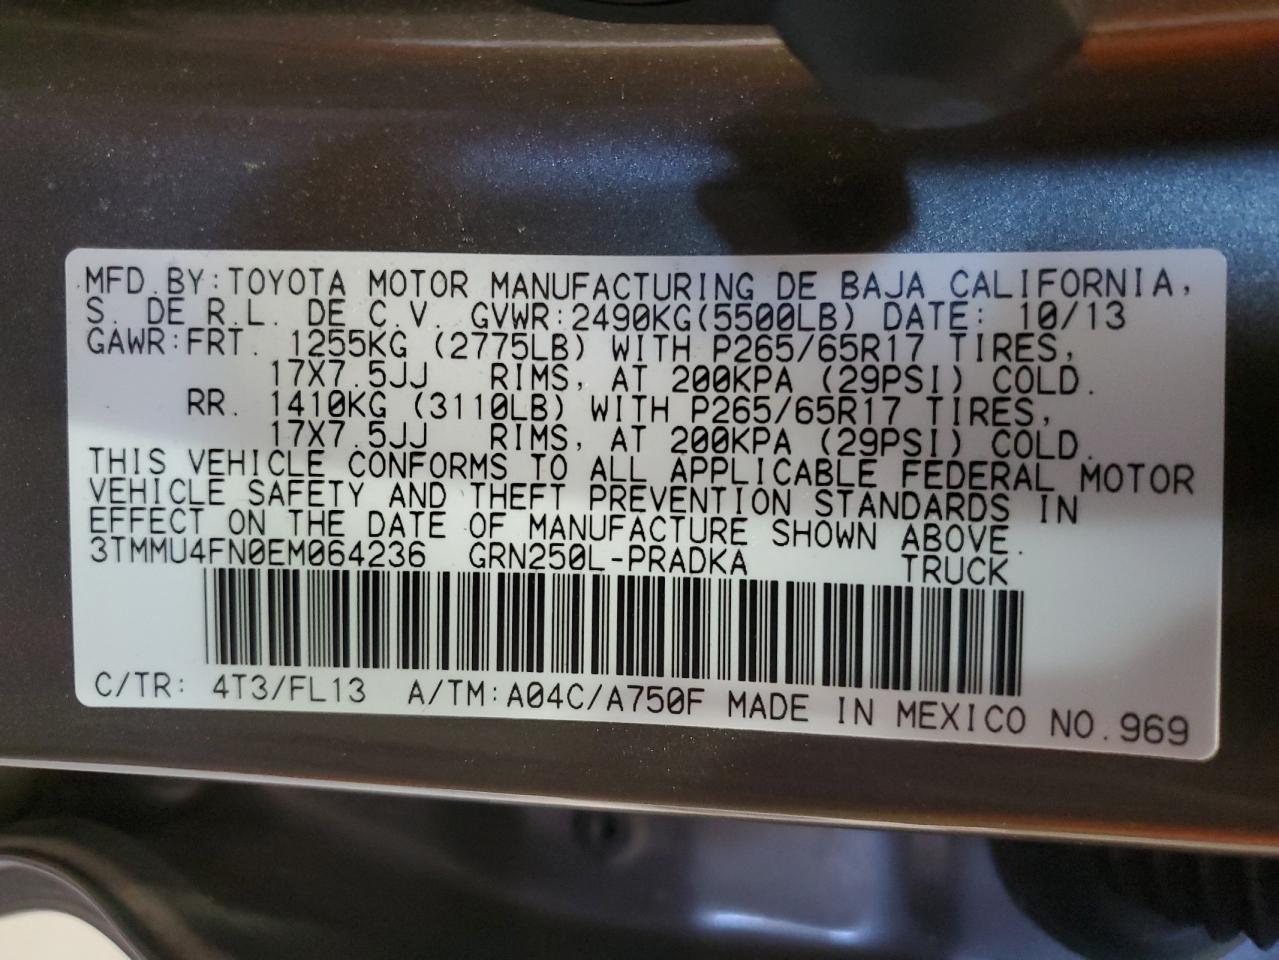 MFD.BY:TOYOTA MOTOR MANUFACTURING DE BAJA CALIFORNIA,
S. DE R.L. DE C.V. GVWR:2490KG(5500LB) DATE: 10/13
GAWR:FRT. 1255KG (2775LB) WITH P265/65R17 TIRES,
17X7.5JJ RIMS, AT 200KPA (29PSI) COLD.
RR. 1410KG (3110LB) WITH P265/65R17 TIRES,
17X7.5JJ RIMS, AT 200KPA (29PSI) COLD.
THIS VEHICLE CONFORMS TO ALL APPLICABLE FEDERAL MOTOR
VEHICLE SAFETY AND THEFT PREVENTION STANDARDS IN
EFFECT ON THE DATE OF MANUFACTURE SHOWN ABOVE.
3TMMU4FN0EM064236 GRN250L-PRADKA TRUCK
C/TR: 4T3/FL13 A/TM:A04C/A750F MADE IN MEXICO NO.969